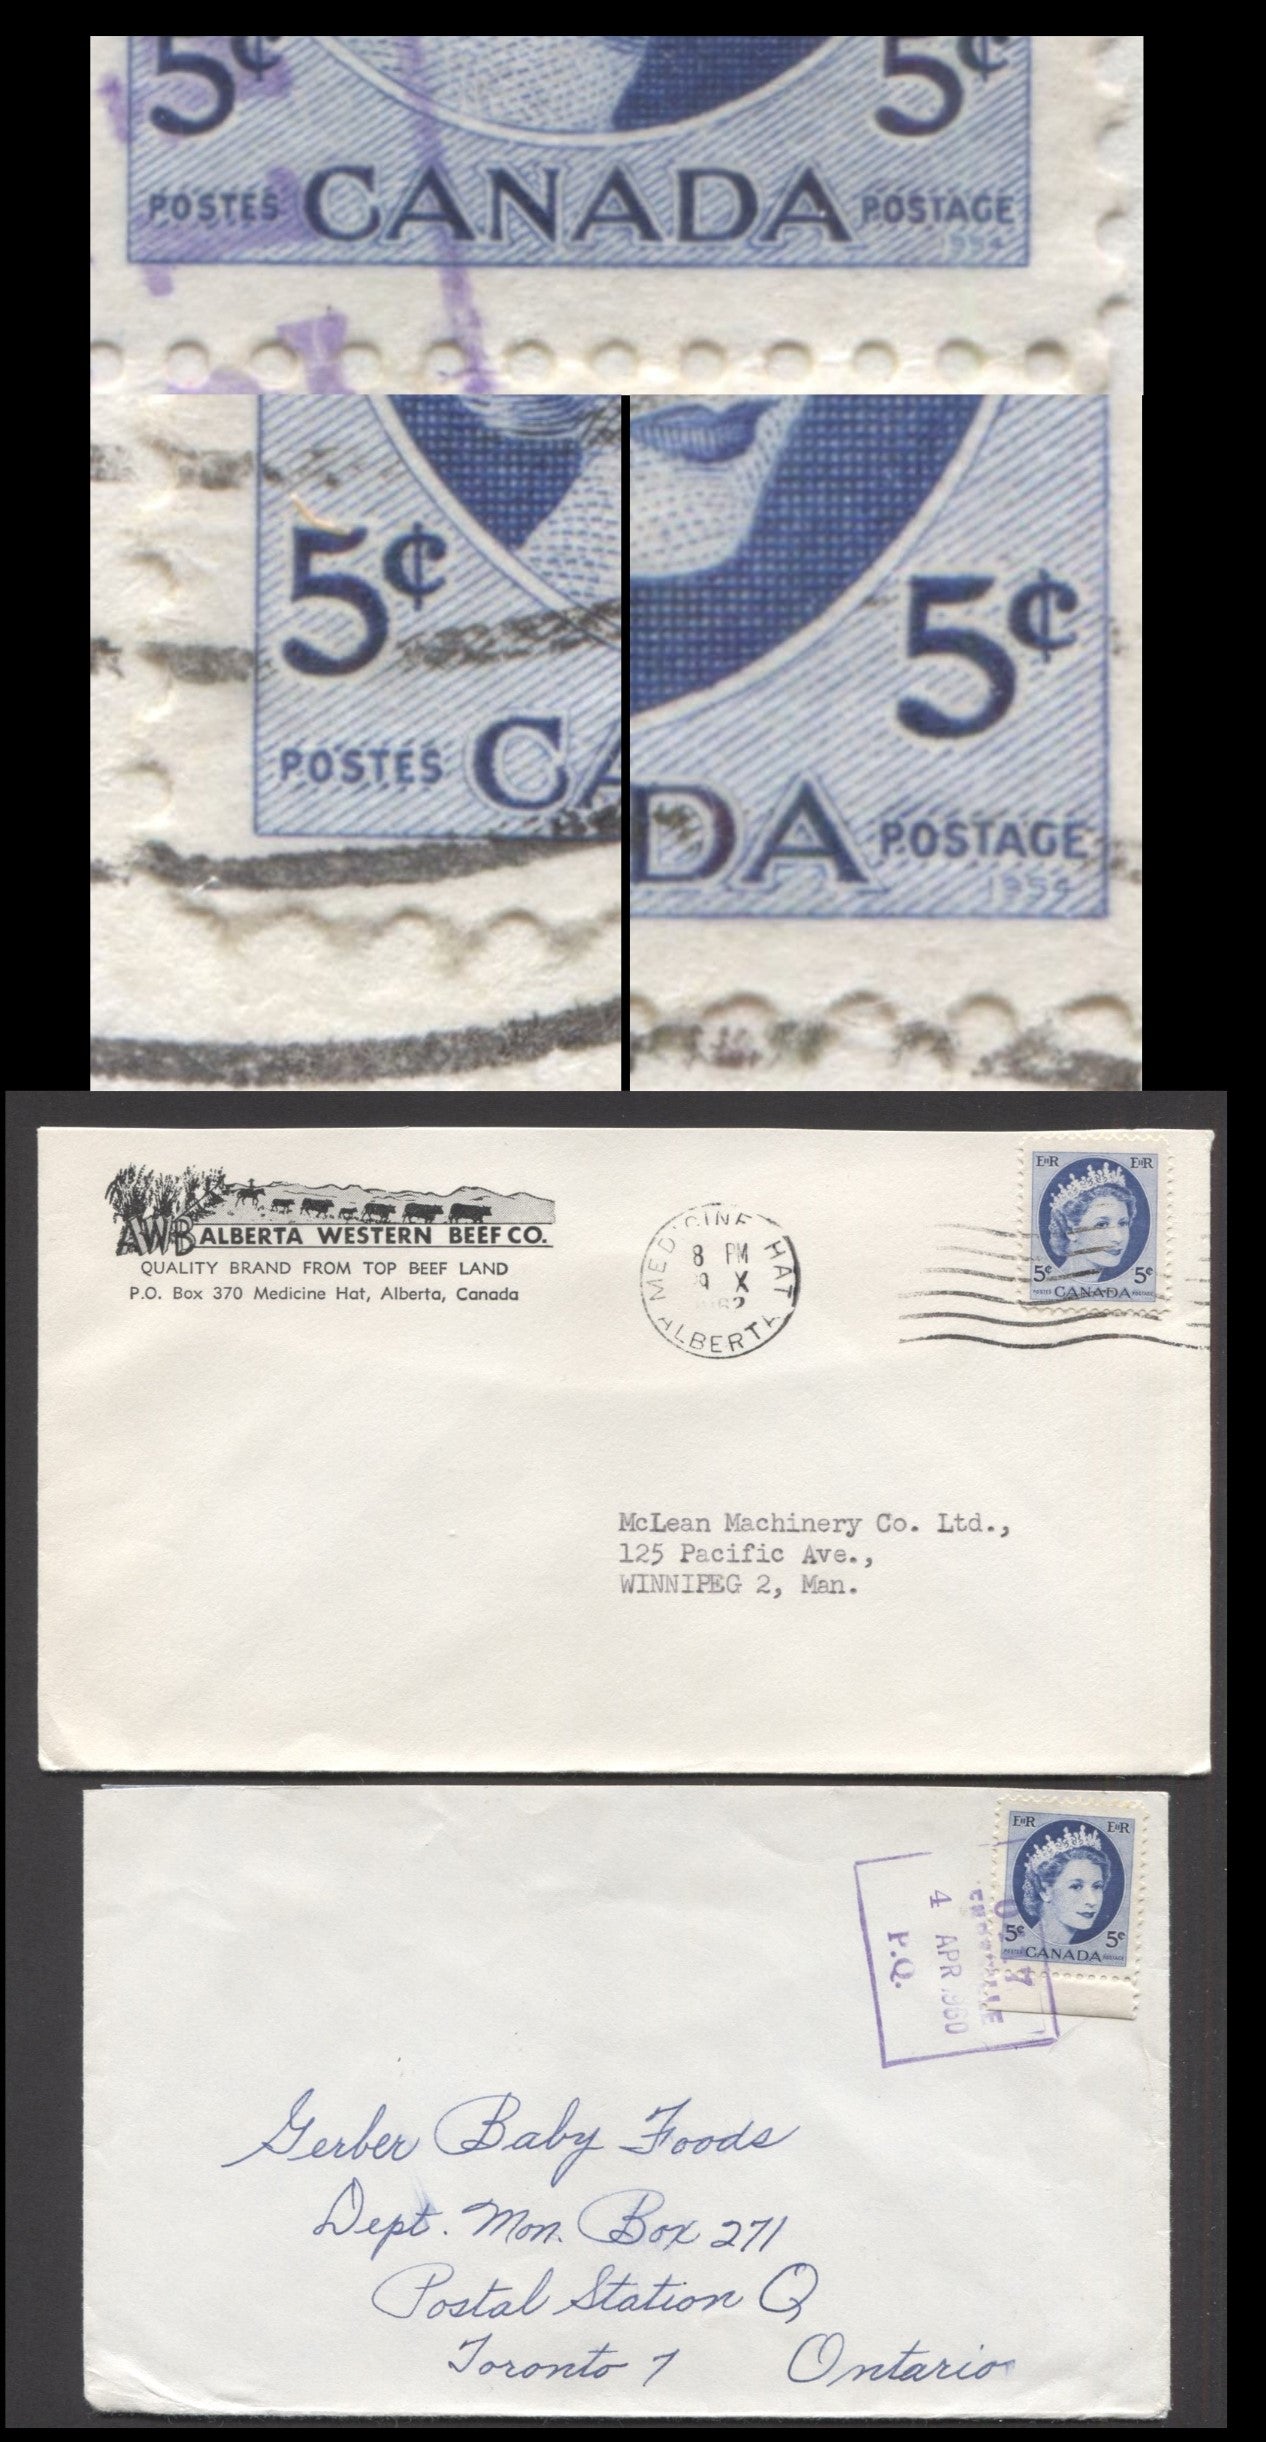 5¢ 5¢
POSTES CANADA POSTAGE
1954
5¢
POSTES CA
5¢
DA POSTAGE
1954
AWB ALBERTA WESTERN BEEF CO.
QUALITY BRAND FROM TOP BEEF LAND
P.O. Box 370 Medicine Hat, Alberta, Canada
MEDICINE HAT
8 PM
9 X
ALBERTA
EIIR EIIR
5¢ 5¢
POSTES CANADA POSTAGE
McLean Machinery Co. Ltd.,
125 Pacific Ave.,
WINNIPEG 2, Man.
EIIR EIIR
5¢ 5¢
POSTES CANADA POSTAGE
4 APR 1960
P.Q.
Gerber Baby Foods
Dept. Mon. Box 271
Postal Station Q
Toronto 7 Ontario